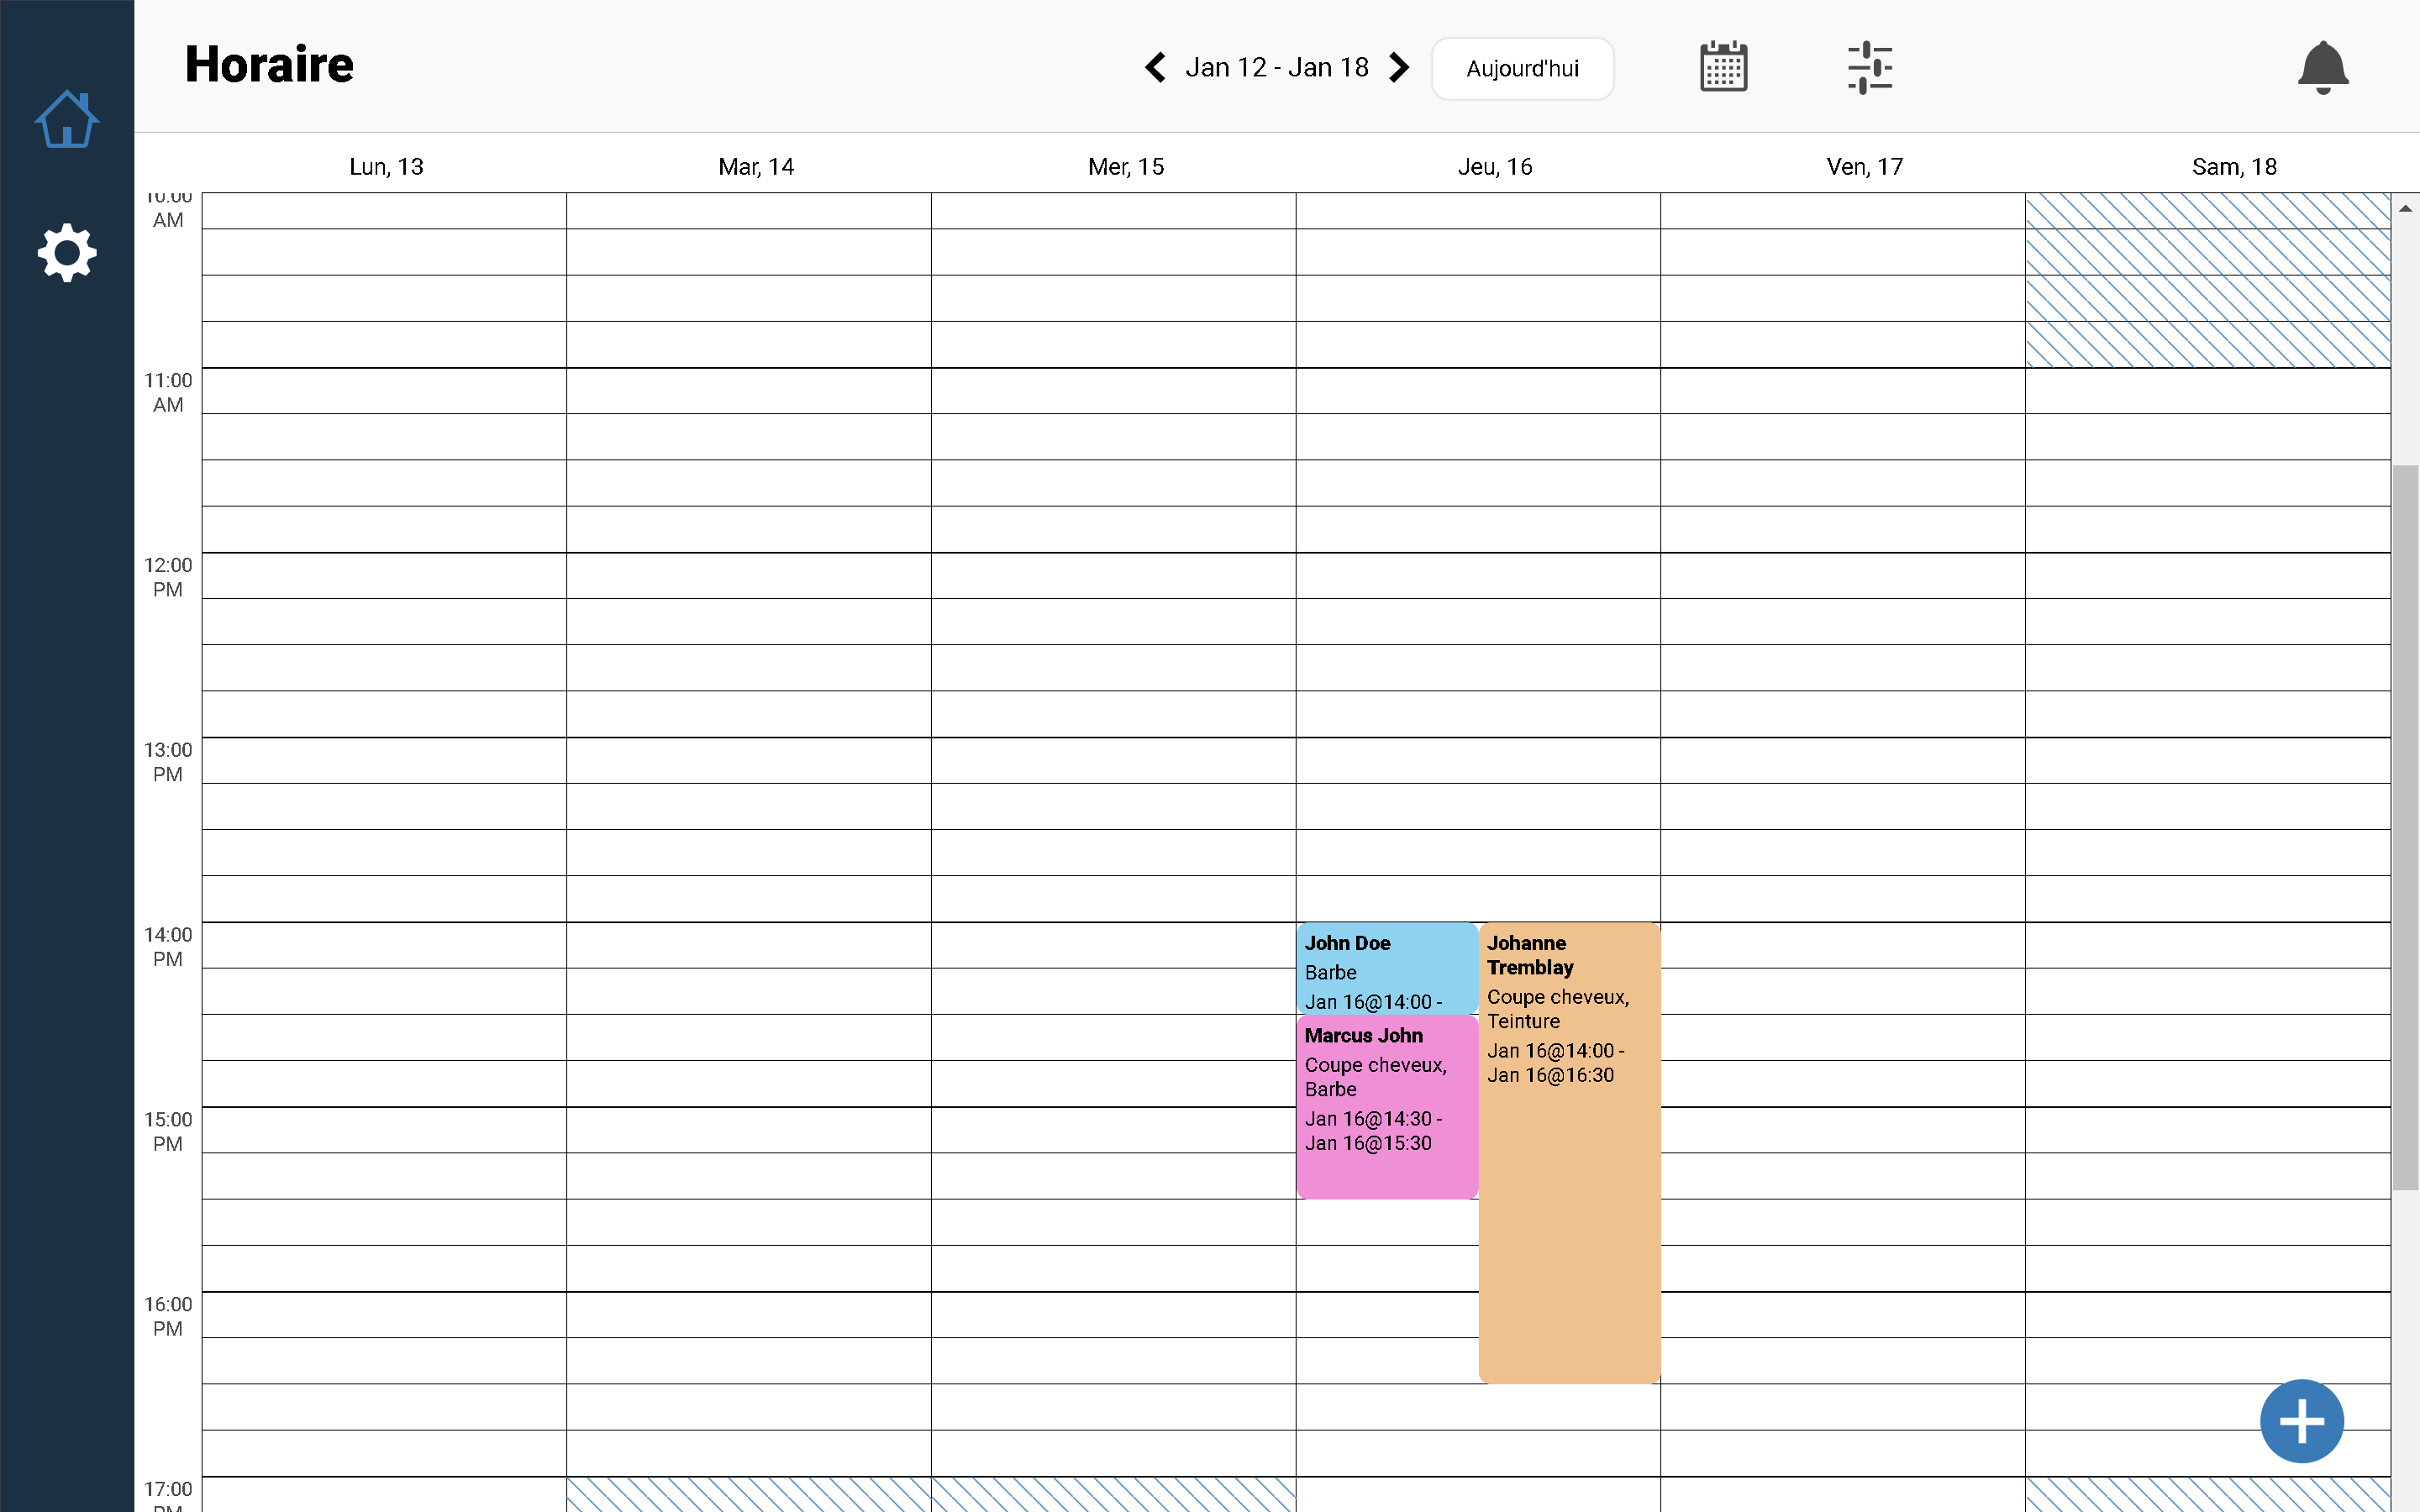 Horaire
Jan 12 - Jan 18
Aujourd'hui
Lun, 13
Mar, 14
Mer, 15
Jeu, 16
Ven, 17
Sam, 18
10:00
AM
11:00
AM
12:00
PM
13:00
PM
14:00
PM
John Doe
Barbe
Jan 16@14:00 -
Marcus John
Coupe cheveux,
Barbe
Jan 16@14:30 -
Jan 16@15:30
Johanne
Tremblay
Coupe cheveux,
Teinture
Jan 16@14:00 -
Jan 16@16:30
15:00
PM
16:00
PM
17:00
PM